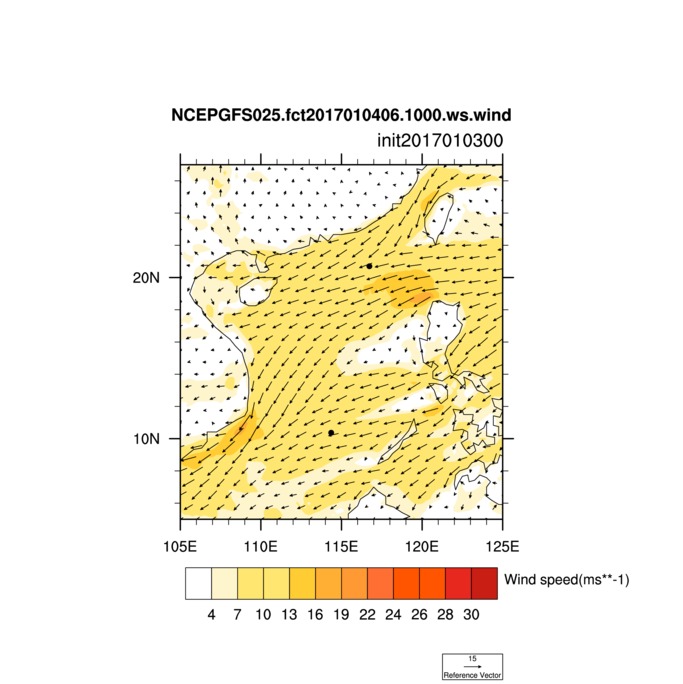 NCEPGFS025.fct2017010406.1000.ws.wind
init2017010300
20N
10N
105E 110E 115E 120E 125E
Wind speed(ms**-1)
4 7 10 13 16 19 22 24 26 28 30
15
Reference Vector